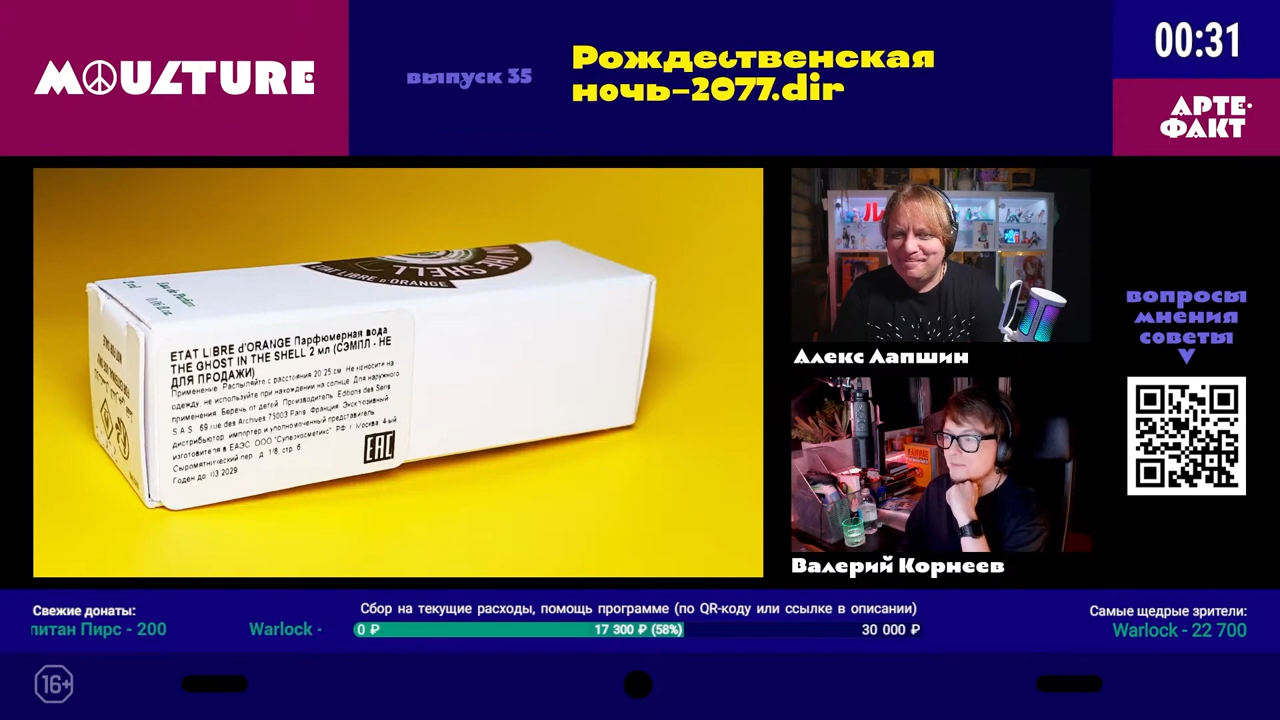 MOULTURE
выпуск 35
Рождественская
ночь-2077.dir
00:31
АРТЕ·
ФАКТ
IN THE SHELL
ETAT LIBRE d'ORANGE
ETAT LIBRE d'ORANGE Парфюмерная вода
THE GHOST IN THE SHELL 2 мл (СЭМПЛ - НЕ
ДЛЯ ПРОДАЖИ)
Применение: Распыляйте с расстояния 20 25 см. Не наносите на
одежду, не используйте при нахождении на солнце. Для наружного
применения. Беречь от детей. Производитель: Editions des Sens
S.A.S. 69 rue des Archives 75003 Paris, Франция. Эксклюзивный
дистрибьютор, импортер и уполномоченный представитель
изготовителя в ЕАЭС: ООО "Суперкосметикс" РФ, г. Москва, 4-ый
Сыромятнический пер., д. 1/8, стр. 6
Годен до: 03 2029
EAC
Алекс Лапшин
Валерий Корнеев
вопросы
мнения
советы
Свежие донаты:
питан Пирс - 200
Warlock -
Сбор на текущие расходы, помощь программе (по QR-коду или ссылке в описании)
0 ₽
17 300 ₽ (58%)
30 000 ₽
Самые щедрые зрители:
Warlock - 22 700
16+